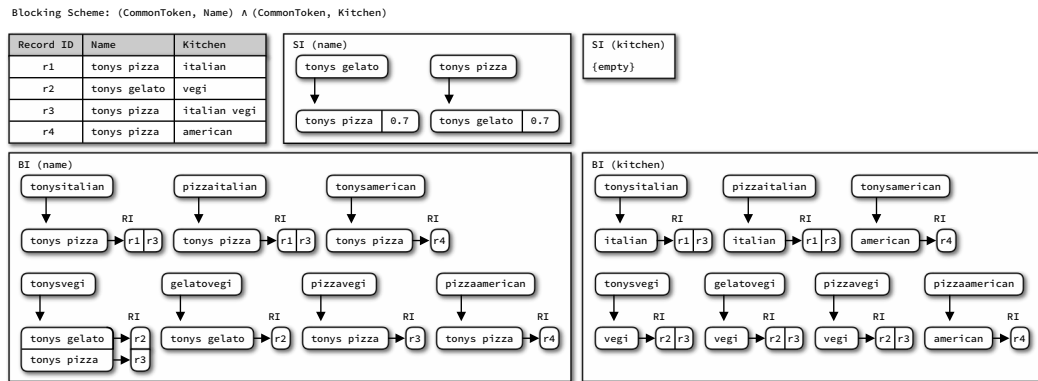 Blocking Scheme: (CommonToken, Name) ∧ (CommonToken, Kitchen)
Record ID Name Kitchen
r1 tonys pizza italian
r2 tonys gelato vegi
r3 tonys pizza italian vegi
r4 tonys pizza american
SI (name)
tonys gelato tonys pizza
tonys pizza 0.7 tonys gelato 0.7
SI (kitchen)
{empty}
BI (name)
tonysitalian pizzaitalian tonysamerican
RI RI RI
tonys pizza r1 r3 tonys pizza r1 r3 tonys pizza r4
tonysvegi gelatovegi pizzavegi pizzaamerican
RI RI RI RI
tonys gelato r2 tonys gelato r2 tonys pizza r3 tonys pizza r4
tonys pizza r3
BI (kitchen)
tonysitalian pizzaitalian tonysamerican
RI RI RI
italian r1 r3 italian r1 r3 american r4
tonysvegi gelatovegi pizzavegi pizzaamerican
RI RI RI RI
vegi r2 r3 vegi r2 r3 vegi r2 r3 american r4